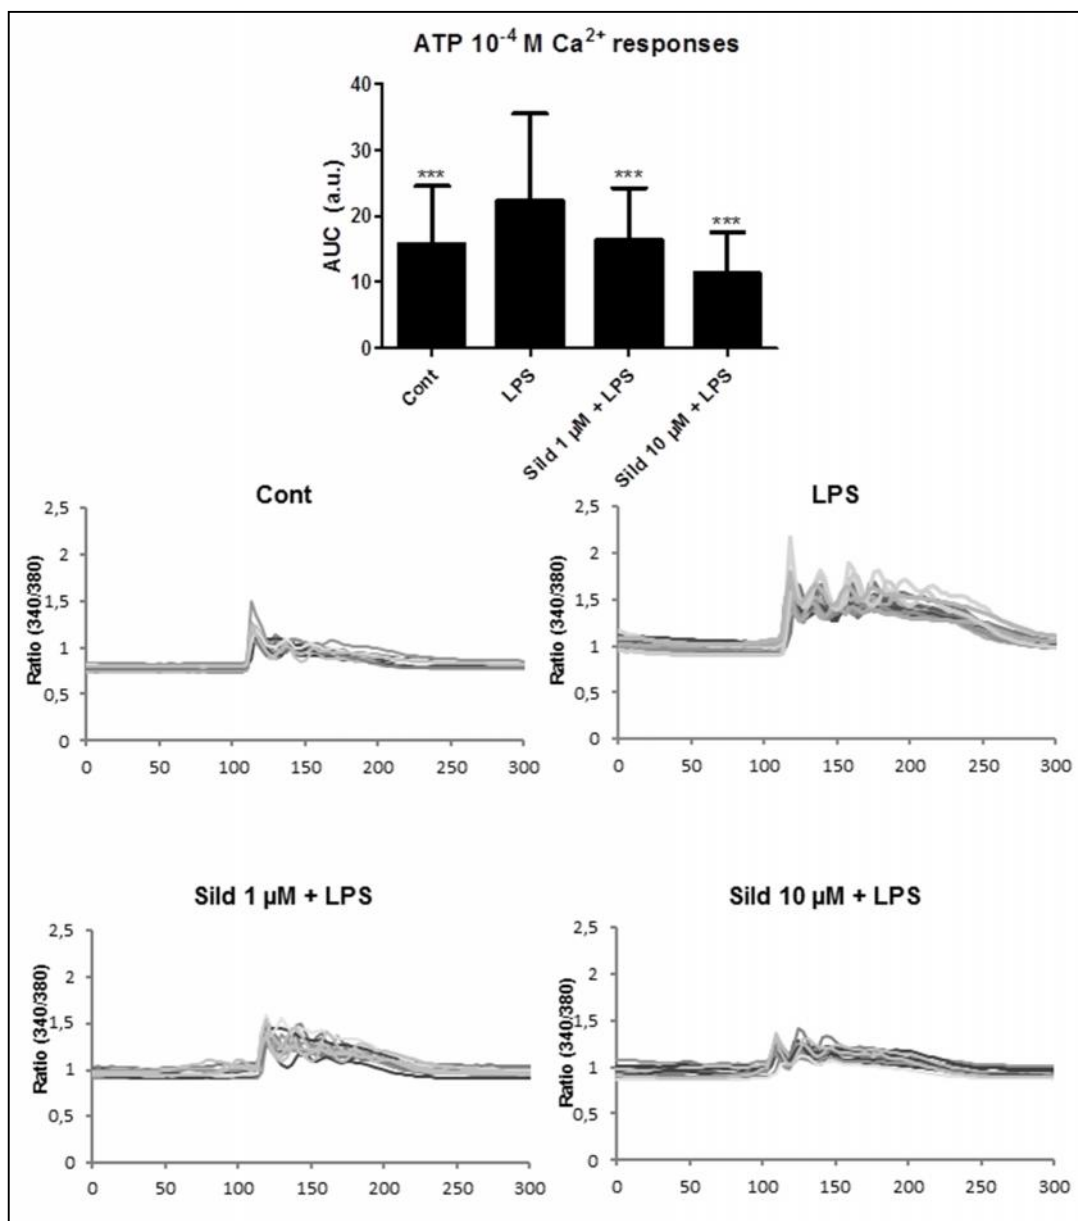 ATP 10⁻⁴ M Ca²⁺ responses
40
30
20
10
0
AUC (a.u.)
***
***
***
Cont
LPS
Sild 1 µM + LPS
Sild 10 µM + LPS
Cont
2,5
2
1,5
1
0,5
0
Ratio (340/380)
0 50 100 150 200 250 300
LPS
2,5
2
1,5
1
0,5
0
Ratio (340/380)
0 50 100 150 200 250 300
Sild 1 µM + LPS
2,5
2
1,5
1
0,5
0
Ratio (340/380)
0 50 100 150 200 250 300
Sild 10 µM + LPS
2,5
2
1,5
1
0,5
0
Ratio (340/380)
0 50 100 150 200 250 300